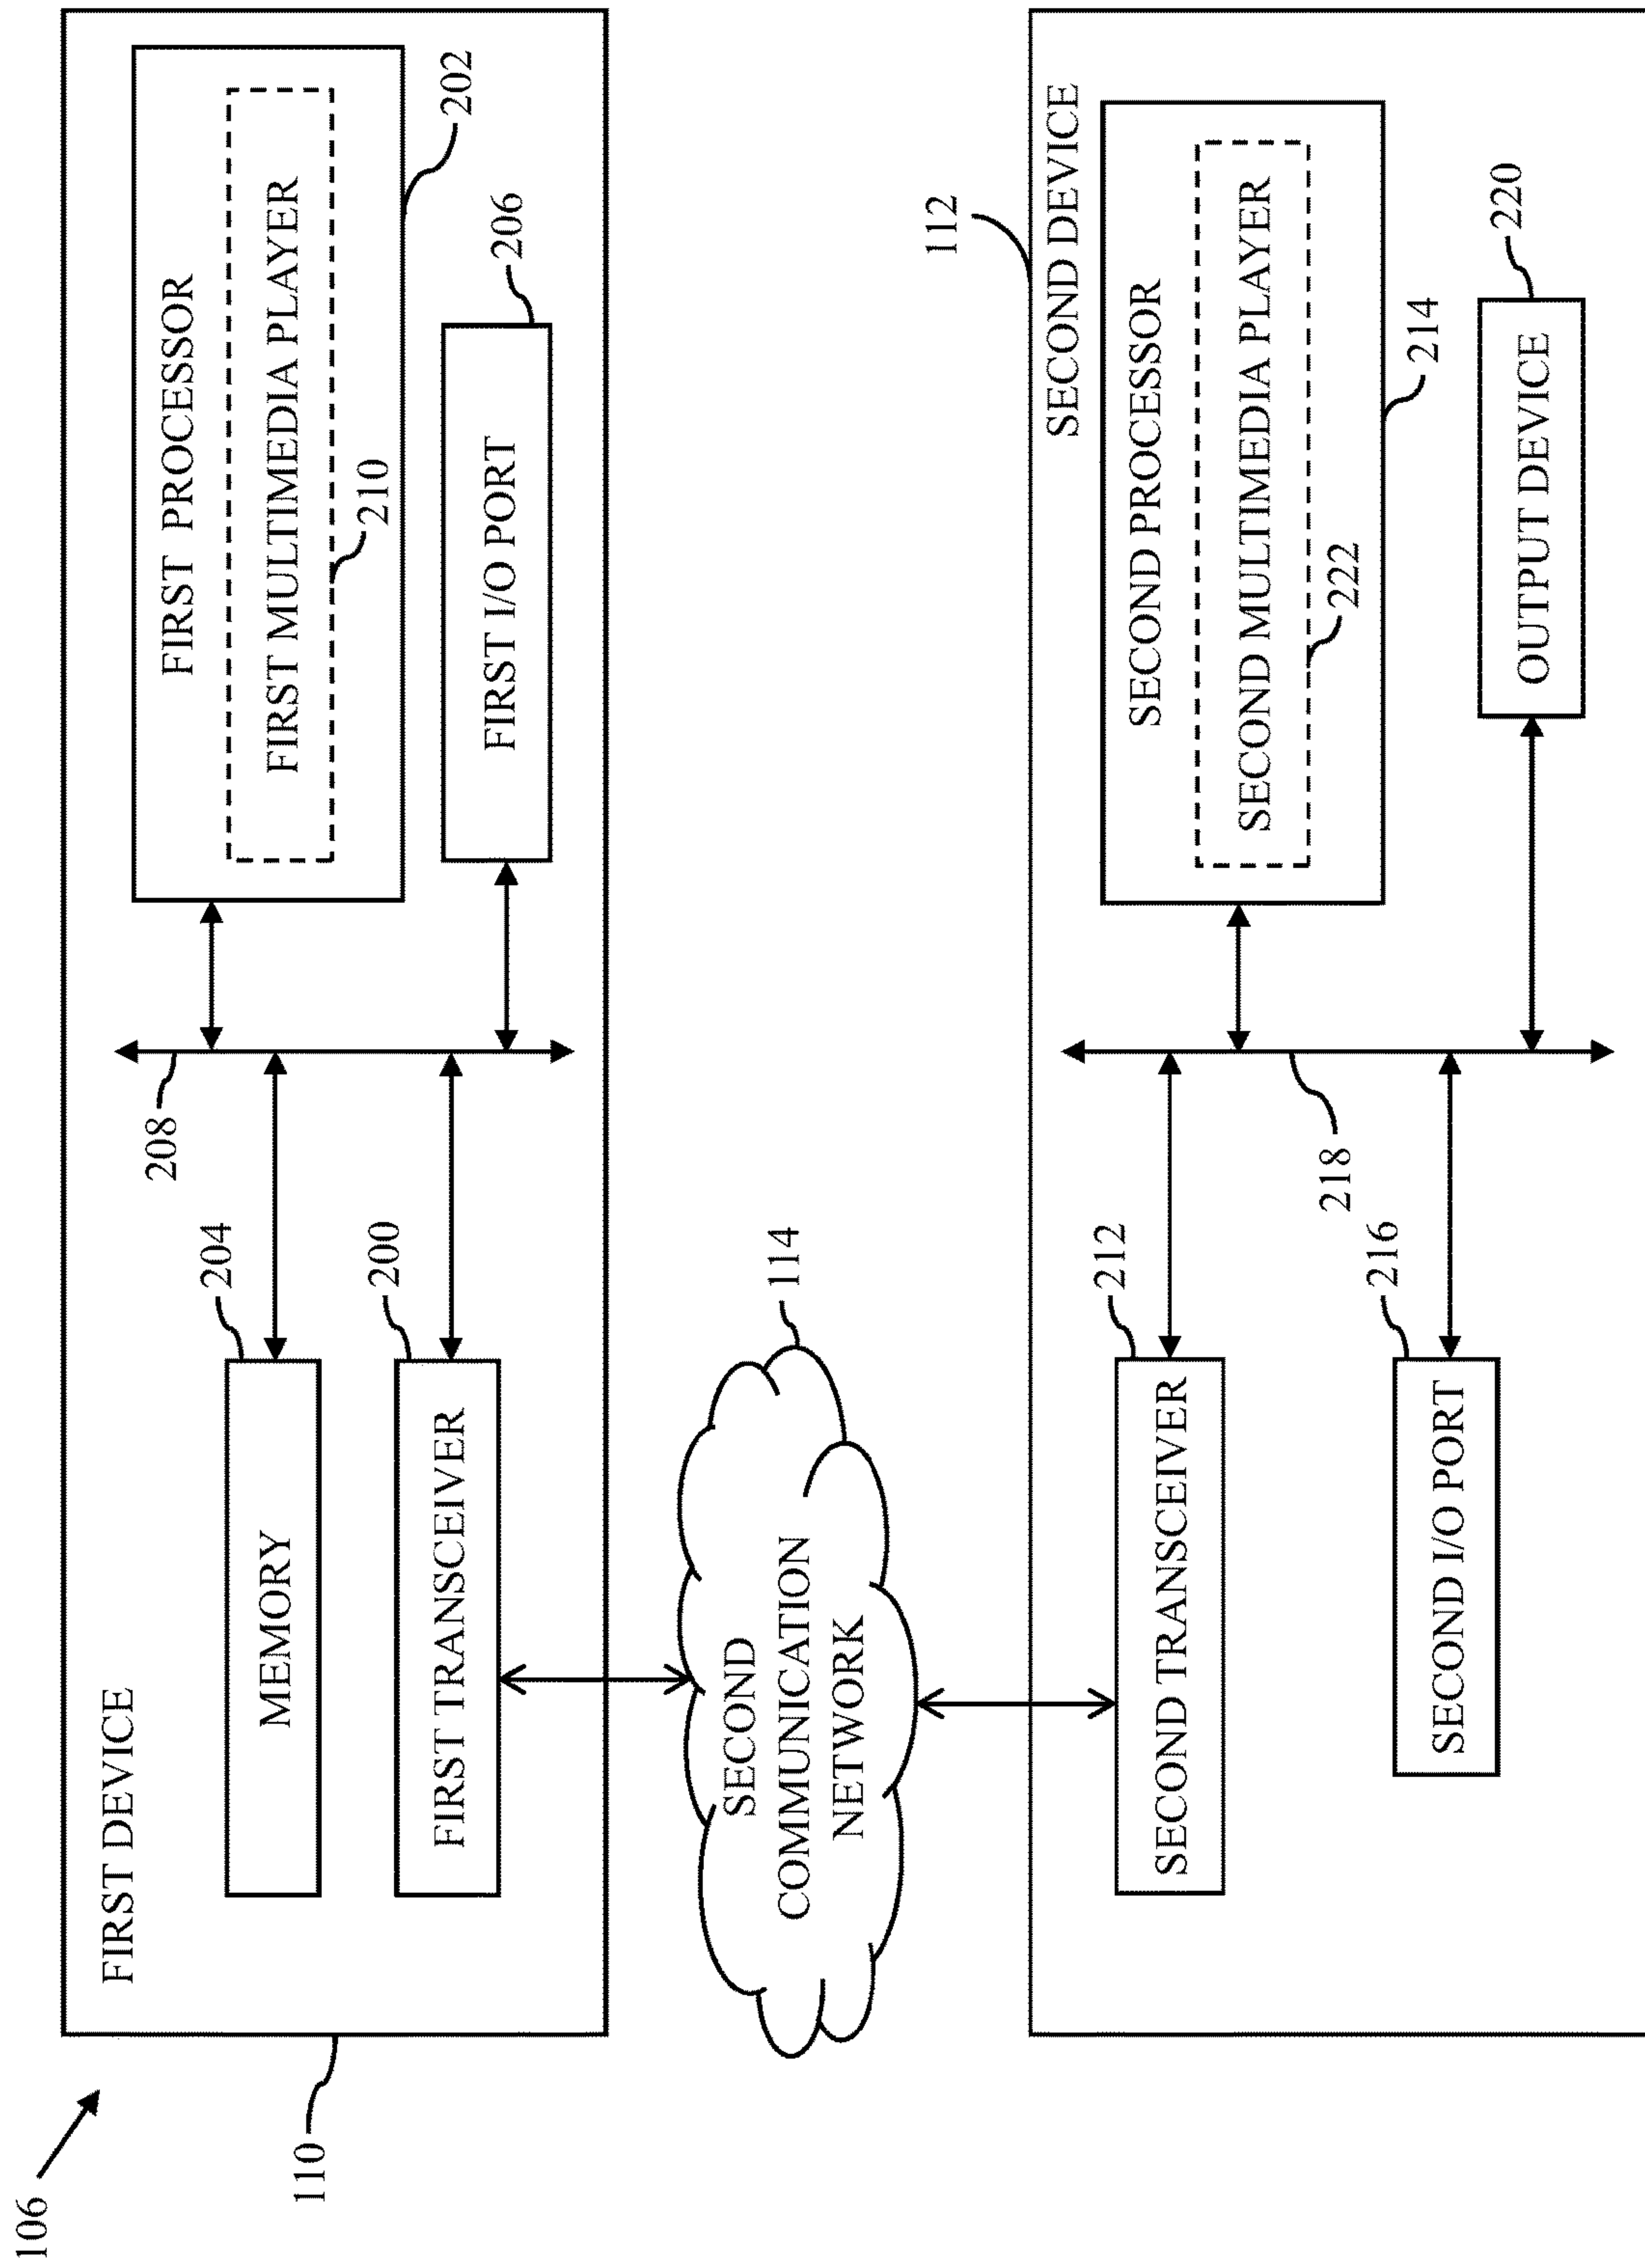 106
110
FIRST DEVICE
MEMORY
204
FIRST TRANSCEIVER
200
208
FIRST PROCESSOR
FIRST MULTIMEDIA PLAYER
210
202
FIRST I/O PORT
206
SECOND
COMMUNICATION
NETWORK
114
112
SECOND DEVICE
SECOND TRANSCEIVER
212
SECOND I/O PORT
216
218
SECOND PROCESSOR
SECOND MULTIMEDIA PLAYER
222
214
OUTPUT DEVICE
220